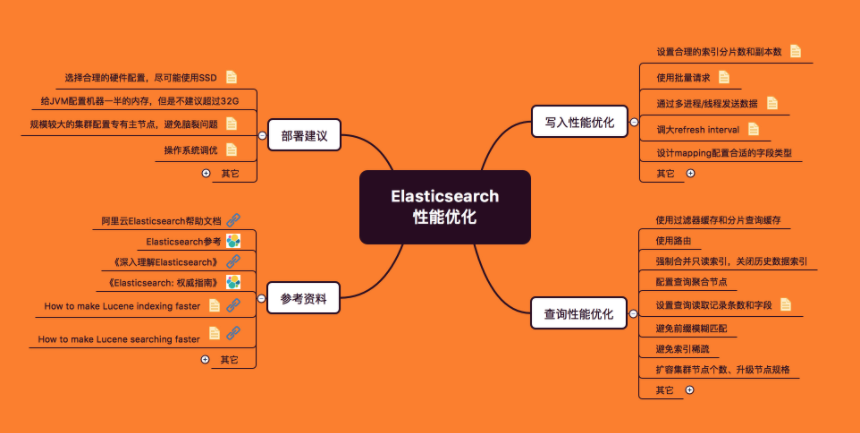 Elasticsearch
性能优化
部署建议
选择合理的硬件配置，尽可能使用SSD
给JVM配置机器一半的内存，但是不建议超过32G
规模较大的集群配置专有主节点，避免脑裂问题
操作系统调优
其它
参考资料
阿里云Elasticsearch帮助文档
Elasticsearch参考
《深入理解Elasticsearch》
《Elasticsearch: 权威指南》
How to make Lucene indexing faster
How to make Lucene searching faster
其它
写入性能优化
设置合理的索引分片数和副本数
使用批量请求
通过多进程/线程发送数据
调大refresh interval
设计mapping配置合适的字段类型
其它
查询性能优化
使用过滤器缓存和分片查询缓存
使用路由
强制合并只读索引，关闭历史数据索引
配置查询聚合节点
设置查询读取记录条数和字段
避免前缀模糊匹配
避免索引稀疏
扩容集群节点个数、升级节点规格
其它